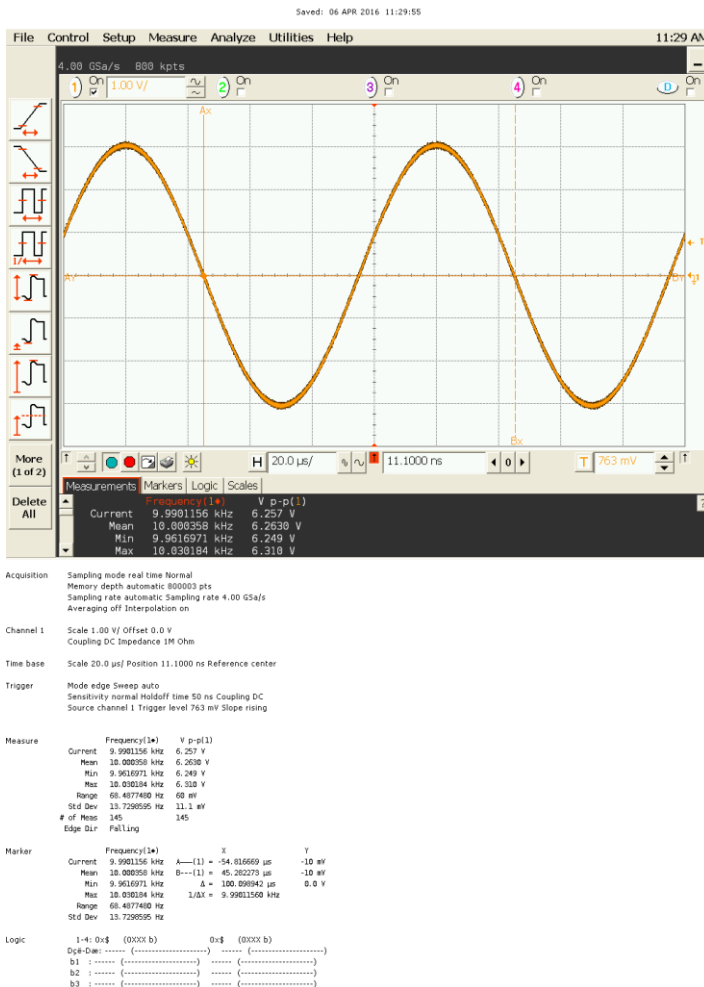 Saved: 06 APR 2016 11:29:55
File Control Setup Measure Analyze Utilities Help 11:29 AM
4.00 GSa/s 800 kpts
1 On 1.00 V/ 2 On 3 On 4 On D On
Ax
1
AY BY
Bx
More
(1 of 2)
H 20.0 µs/ T 11.1000 ns 0 T 763 mV
Delete
All
Measurements Markers Logic Scales
Frequency(1♦) V p-p(1)
Current 9.9901156 kHz 6.257 V
Mean 10.000358 kHz 6.2630 V
Min 9.9616971 kHz 6.249 V
Max 10.030184 kHz 6.310 V
Acquisition Sampling mode real time Normal
Memory depth automatic 800003 pts
Sampling rate automatic Sampling rate 4.00 GSa/s
Averaging off Interpolation on
Channel 1 Scale 1.00 V/ Offset 0.0 V
Coupling DC Impedance 1M Ohm
Time base Scale 20.0 µs/ Position 11.1000 ns Reference center
Trigger Mode edge Sweep auto
Sensitivity normal Holdoff time 50 ns Coupling DC
Source channel 1 Trigger level 763 mV Slope rising
Measure Frequency(1♦) V p-p(1)
Current 9.9901156 kHz 6.257 V
Mean 10.000358 kHz 6.2630 V
Min 9.9616971 kHz 6.249 V
Max 10.030184 kHz 6.310 V
Range 68.4877480 Hz 60 mV
Std Dev 13.7298595 Hz 11.1 mV
# of Meas 145 145
Edge Dir Falling
Marker Frequency(1♦) X Y
Current 9.9901156 kHz A——(1) = -54.816669 µs -10 mV
Mean 10.000358 kHz B---(1) = 45.282273 µs -10 mV
Min 9.9616971 kHz Δ = 100.098942 µs 0.0 V
Max 10.030184 kHz 1/ΔX = 9.99011560 kHz
Range 68.4877480 Hz
Std Dev 13.7298595 Hz
Logic 1-4: 0x$ (0XXX b) 0x$ (0XXX b)
Dçë-Dæ: ------ (----------------------) ------ (----------------------)
b1 : ------ (----------------------) ------ (----------------------)
b2 : ------ (----------------------) ------ (----------------------)
b3 : ------ (----------------------) ------ (----------------------)